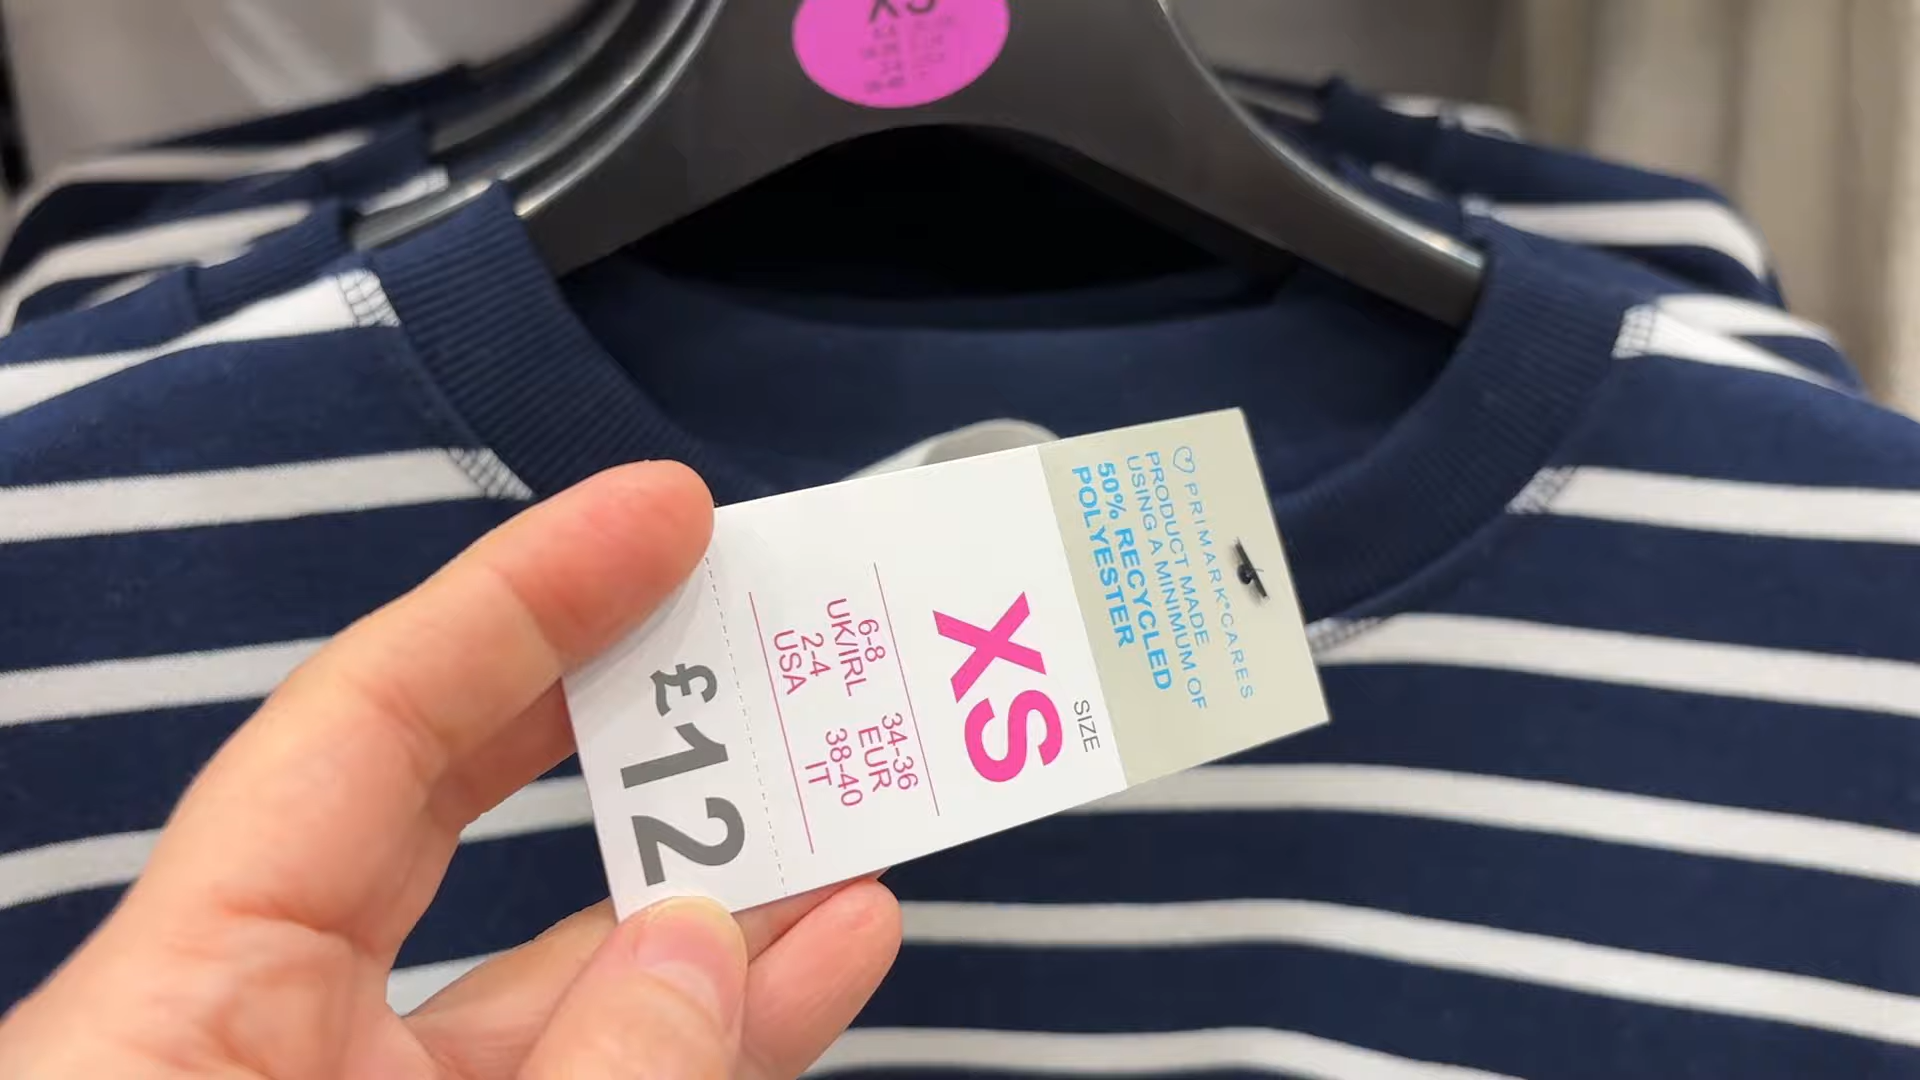 XS
♡ PRIMARK® CARES
PRODUCT MADE
USING A MINIMUM OF
50% RECYCLED
POLYESTER
SIZE
XS
6-8
UK/IRL
34-36
EUR
2-4
USA
38-40
IT
£12